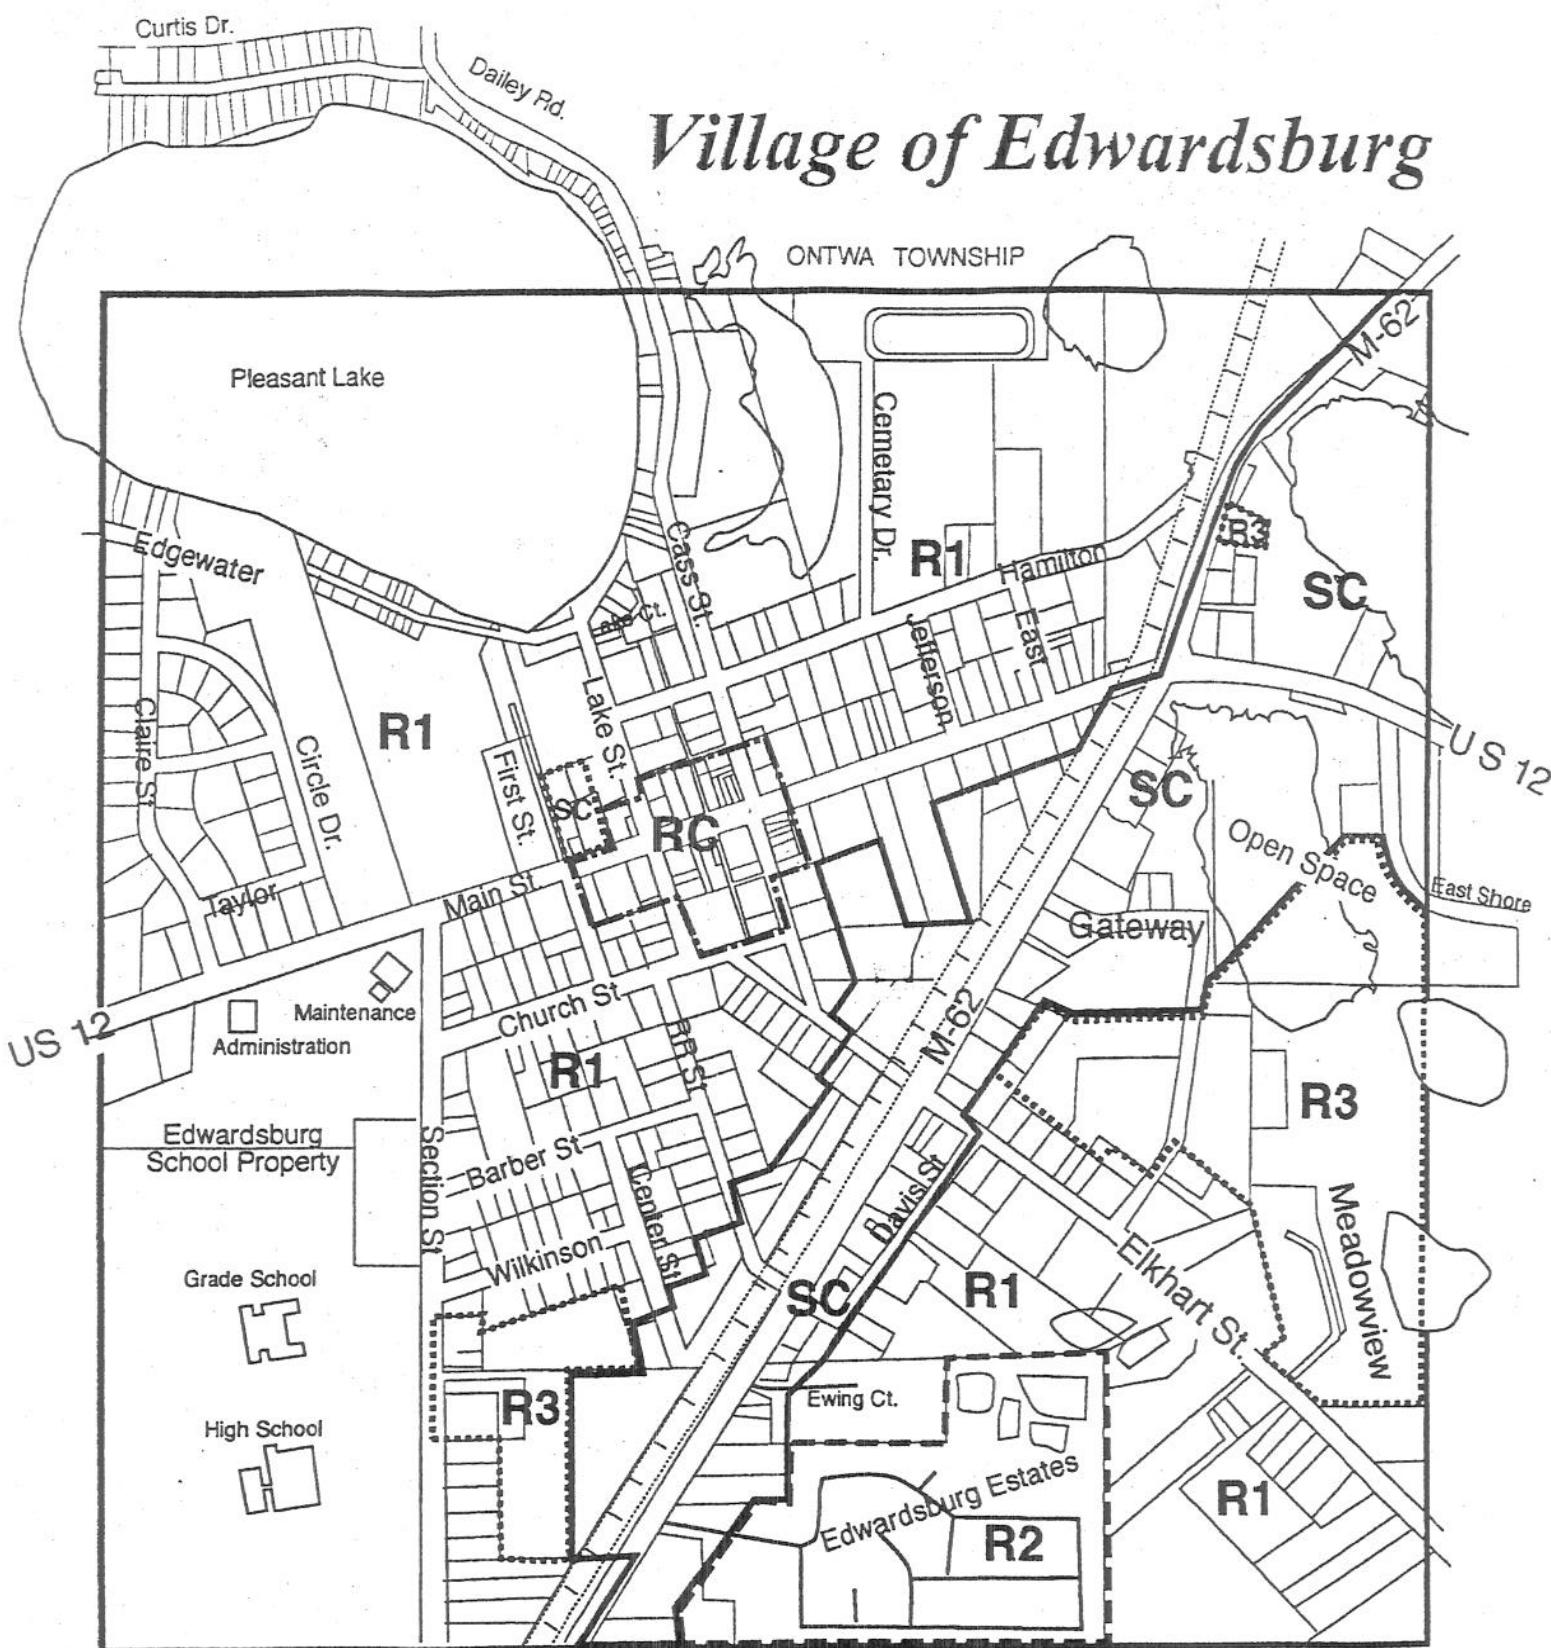 Curtis Dr.
Dailey Rd.
Village of Edwardsburg
ONTWA TOWNSHIP
M-62
Pleasant Lake
Cemetary Dr.
Edgewater
Cass St.
R1
Hamilton
R3
SC
Ct.
Jefferson
East
Lake St.
Claire St
Circle Dr.
R1
First St.
SC
RC
SC
US 12
Open Space
East Shore
Taylor
Main St.
Gateway
US 12
Maintenance
Administration
Church St
R1
RR St.
M-62
R3
Edwardsburg
School Property
Section St
Barber St
Center St.
Davis St
Meadowview
Wilkinson
Elkhart St.
Grade School
SC
R1
R3
Ewing Ct.
High School
Edwardsburg Estates
R2
R1